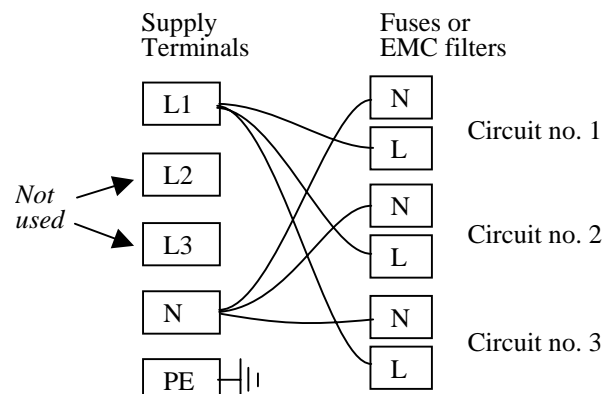 Supply
Terminals
Fuses or
EMC filters
L1
L2
L3
N
PE
Not
used
N
L
Circuit no. 1
N
L
Circuit no. 2
N
L
Circuit no. 3